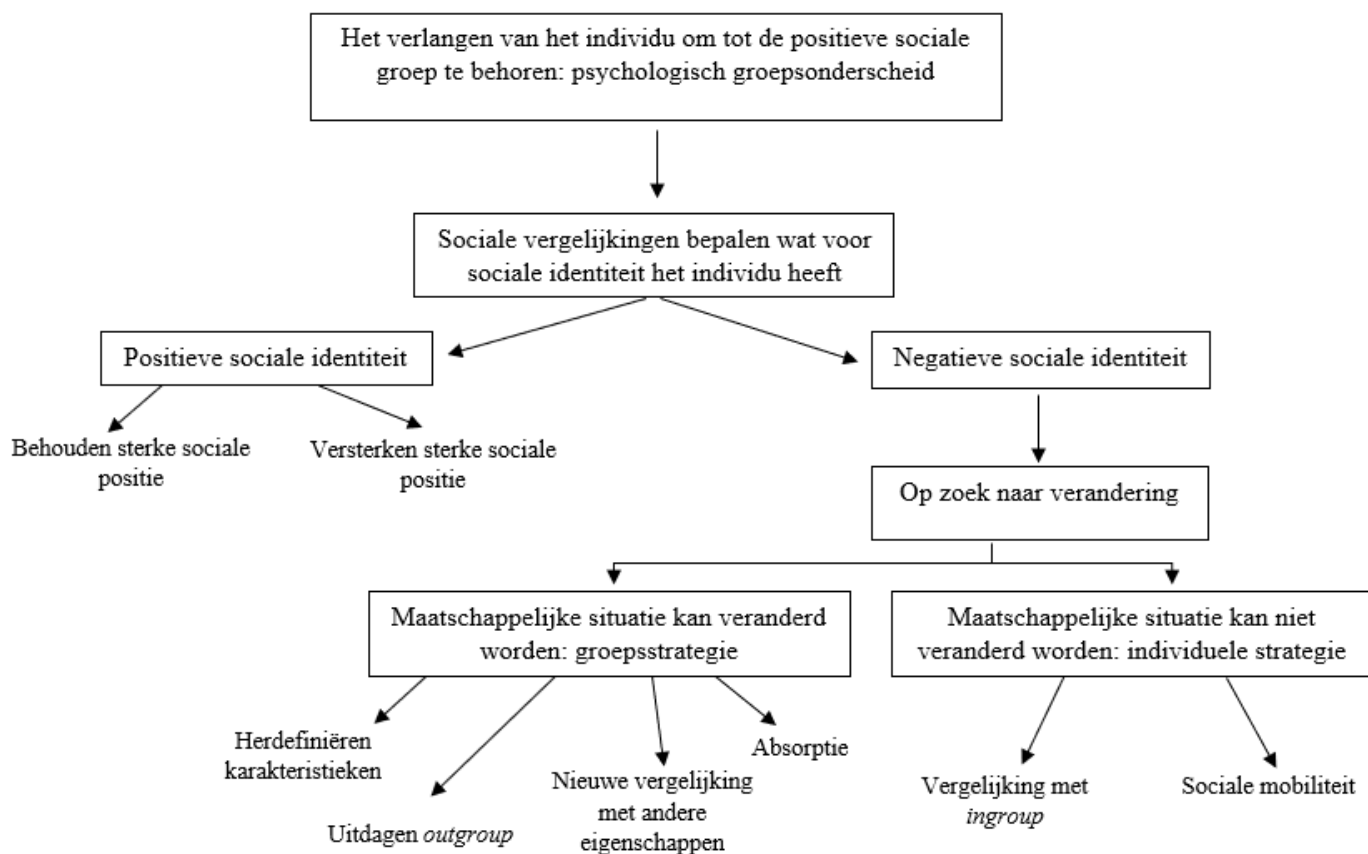 Het verlangen van het individu om tot de positieve sociale
groep te behoren: psychologisch groepsonderscheid
Sociale vergelijkingen bepalen wat voor
sociale identiteit het individu heeft
Positieve sociale identiteit
Negatieve sociale identiteit
Behouden sterke sociale
positie
Versterken sterke sociale
positie
Op zoek naar verandering
Maatschappelijke situatie kan veranderd
worden: groepsstrategie
Maatschappelijke situatie kan niet
veranderd worden: individuele strategie
Herdefiniëren
karakteristieken
Uitdagen outgroup
Nieuwe vergelijking
met andere
eigenschappen
Absorptie
Vergelijking met
ingroup
Sociale mobiliteit